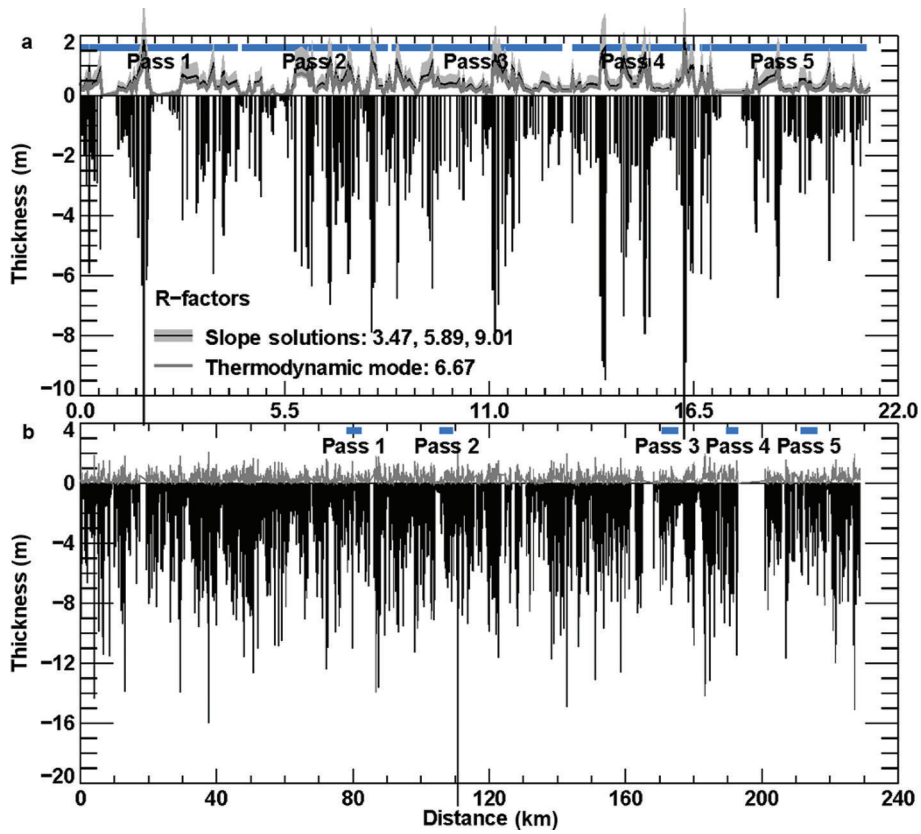 a
2
Pass 1 Pass 2 Pass 3 Pass 4 Pass 5
0
−2
−4
−6
−8
−10
Thickness (m)
R−factors
Slope solutions: 3.47, 5.89, 9.01
Thermodynamic mode: 6.67
0.0 5.5 11.0 16.5 22.0
b
4
Pass 1 Pass 2 Pass 3 Pass 4 Pass 5
0
−4
−8
−12
−16
−20
Thickness (m)
0 40 80 120 160 200 240
Distance (km)